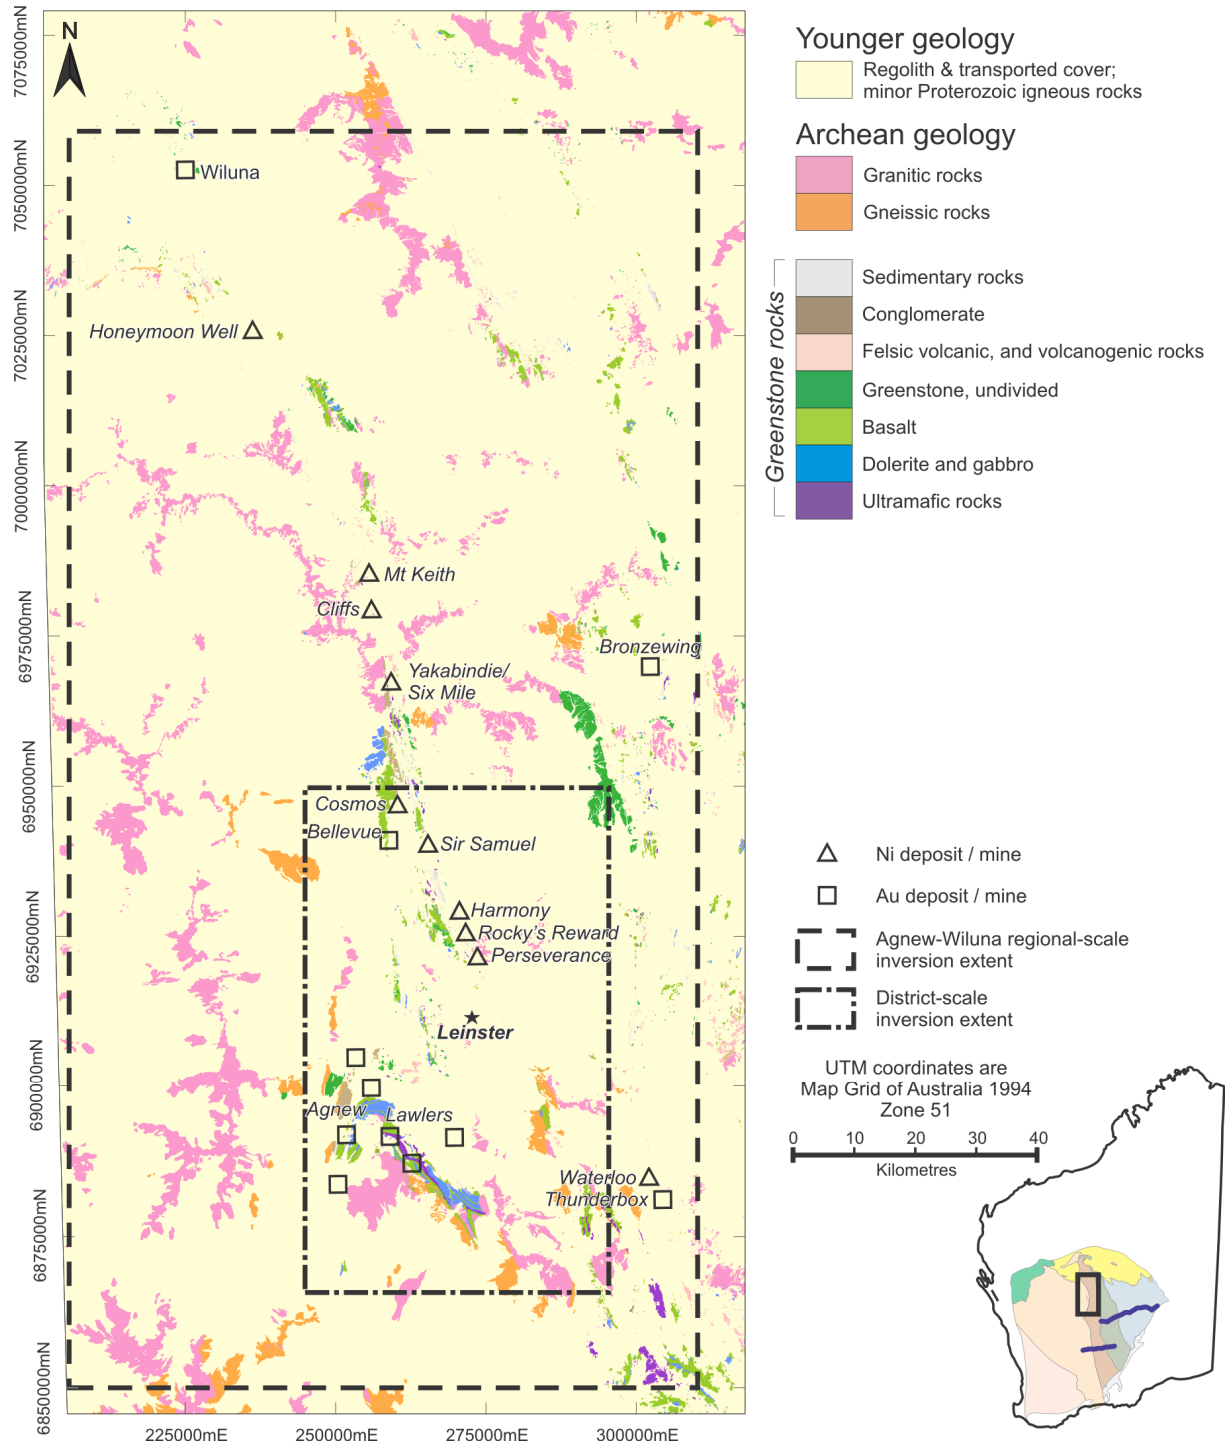 N
7075000mN
7050000mN
7025000mN
7000000mN
6975000mN
6950000mN
6925000mN
6900000mN
6875000mN
6850000mN
225000mE
250000mE
275000mE
300000mE
Wiluna
Honeymoon Well
Mt Keith
Cliffs
Bronzewing
Yakabindie/
Six Mile
Cosmos
Bellevue
Sir Samuel
Harmony
Rocky's Reward
Perseverance
Leinster
Agnew
Lawlers
Waterloo
Thunderbox
Younger geology
Regolith & transported cover;
minor Proterozoic igneous rocks
Archean geology
Granitic rocks
Gneissic rocks
Greenstone rocks
Sedimentary rocks
Conglomerate
Felsic volcanic, and volcanogenic rocks
Greenstone, undivided
Basalt
Dolerite and gabbro
Ultramafic rocks
Ni deposit / mine
Au deposit / mine
Agnew-Wiluna regional-scale
inversion extent
District-scale
inversion extent
UTM coordinates are
Map Grid of Australia 1994
Zone 51
0 10 20 30 40
Kilometres